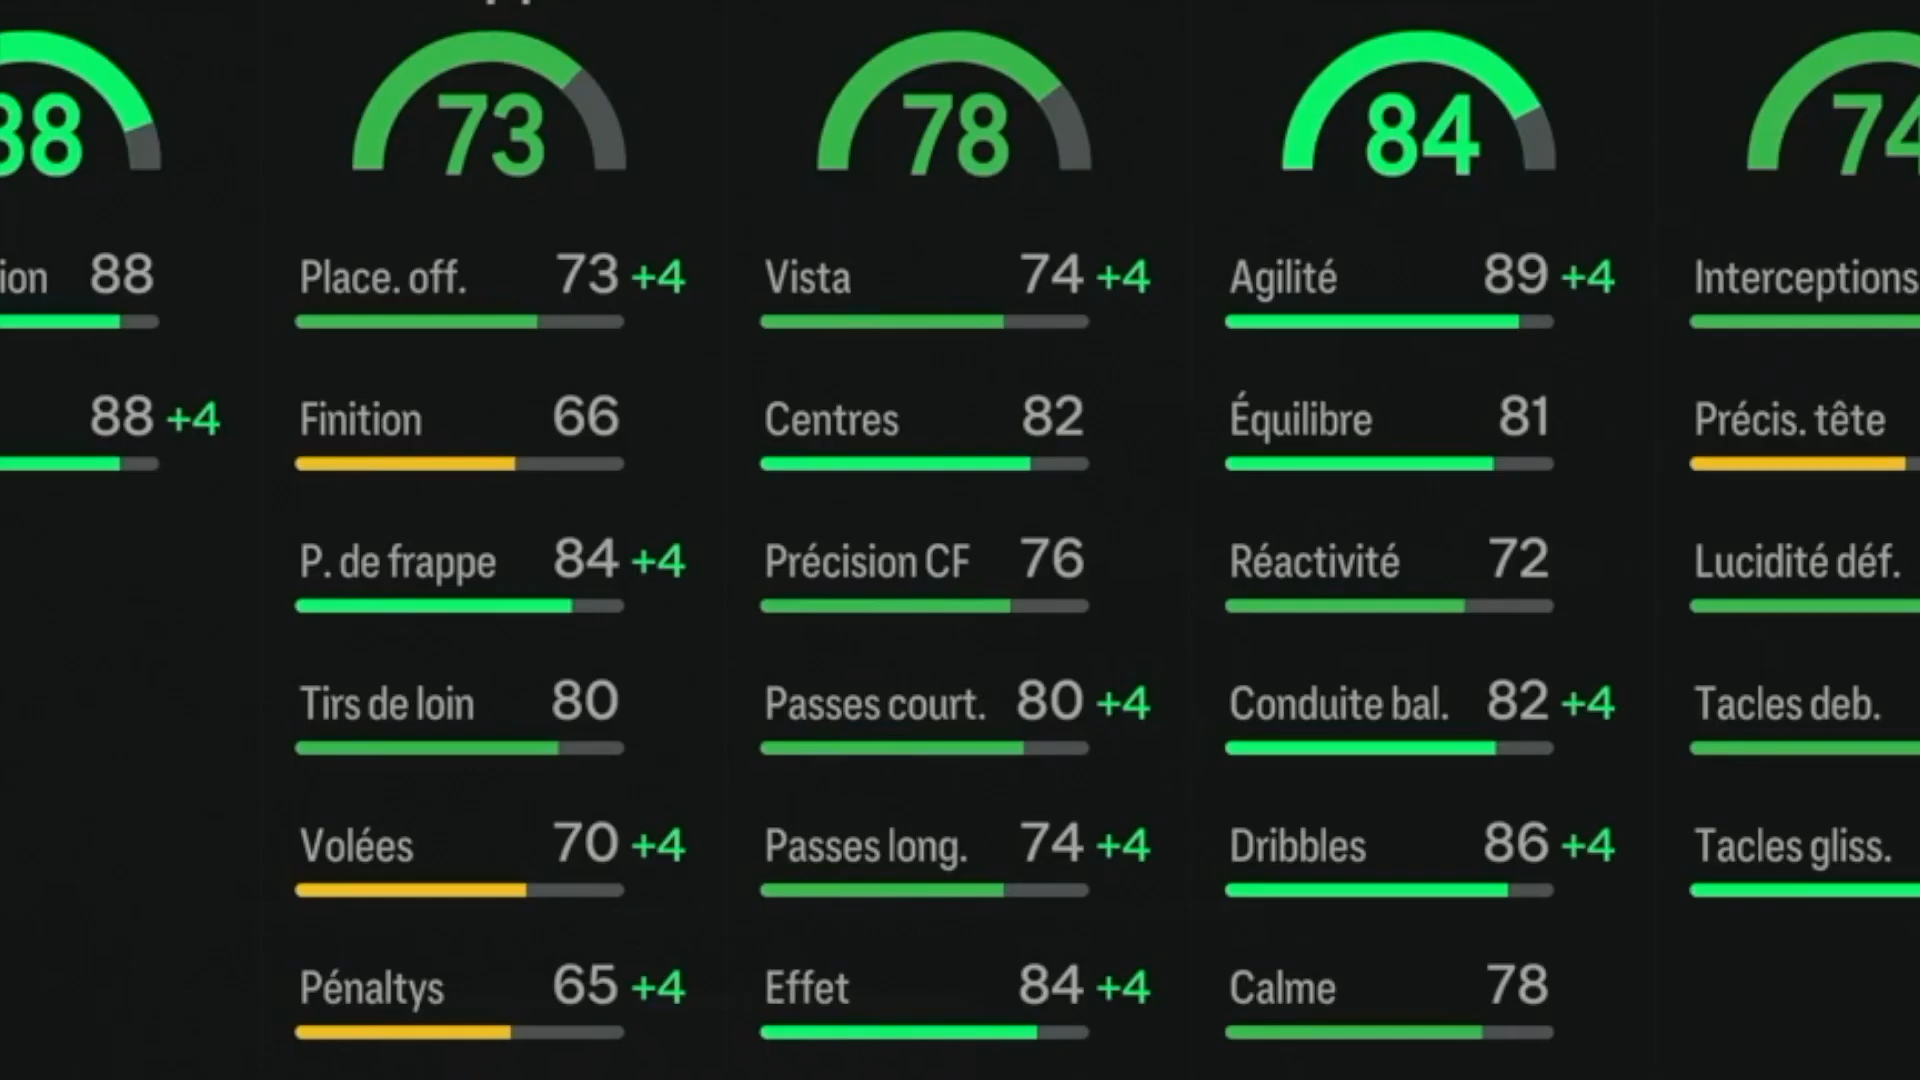 88 73 78 84 74
ion 88 Place. off. 73 +4 Vista 74 +4 Agilité 89 +4 Interceptions
88 +4 Finition 66 Centres 82 Équilibre 81 Précis. tête
P. de frappe 84 +4 Précision CF 76 Réactivité 72 Lucidité déf.
Tirs de loin 80 Passes court. 80 +4 Conduite bal. 82 +4 Tacles deb.
Volées 70 +4 Passes long. 74 +4 Dribbles 86 +4 Tacles gliss.
Pénaltys 65 +4 Effet 84 +4 Calme 78